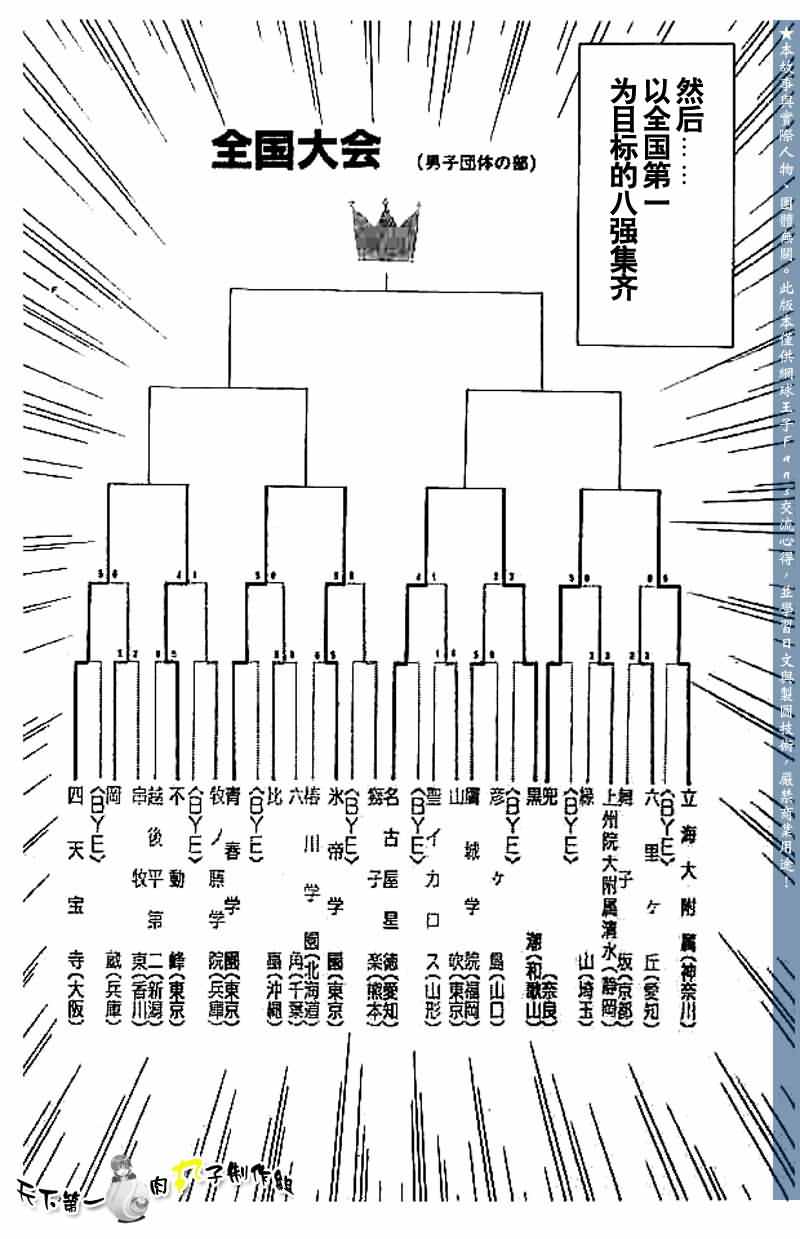 然后……
以全国第一
为目标的八强集齐
全国大会
(男子団体の部)
四天宝寺(大阪)
(BYE)
岡蔵(兵庫)
串牧東(香川)
越後平第二(新潟)
不動峰(東京)
(BYE)
牧ノ藤学院(兵庫)
青春学園(東京)
(BYE)
比嘉(沖縄)
六角(千葉)
椿川学園(北海道)
氷帝学園(東京)
(BYE)
獅子楽(熊本)
名古屋星徳(愛知)
(BYE)
聖イカロス(山形)
山吹(東京)
鷹城学院(福岡)
彦ヶ島(山口)
(BYE)
黒潮(和歌山)
兜(奈良)
(BYE)
緑山(埼玉)
上州院大附属清水(静岡)
舞子坂(京都)
六里ヶ丘(愛知)
(BYE)
立海大附属(神奈川)
★本故事與實際人物、團體無關。此版本僅供網球王子Fans交流心得，並學習日文與製圖技術，嚴禁商業用途！
天下第一
肉丸子制作組